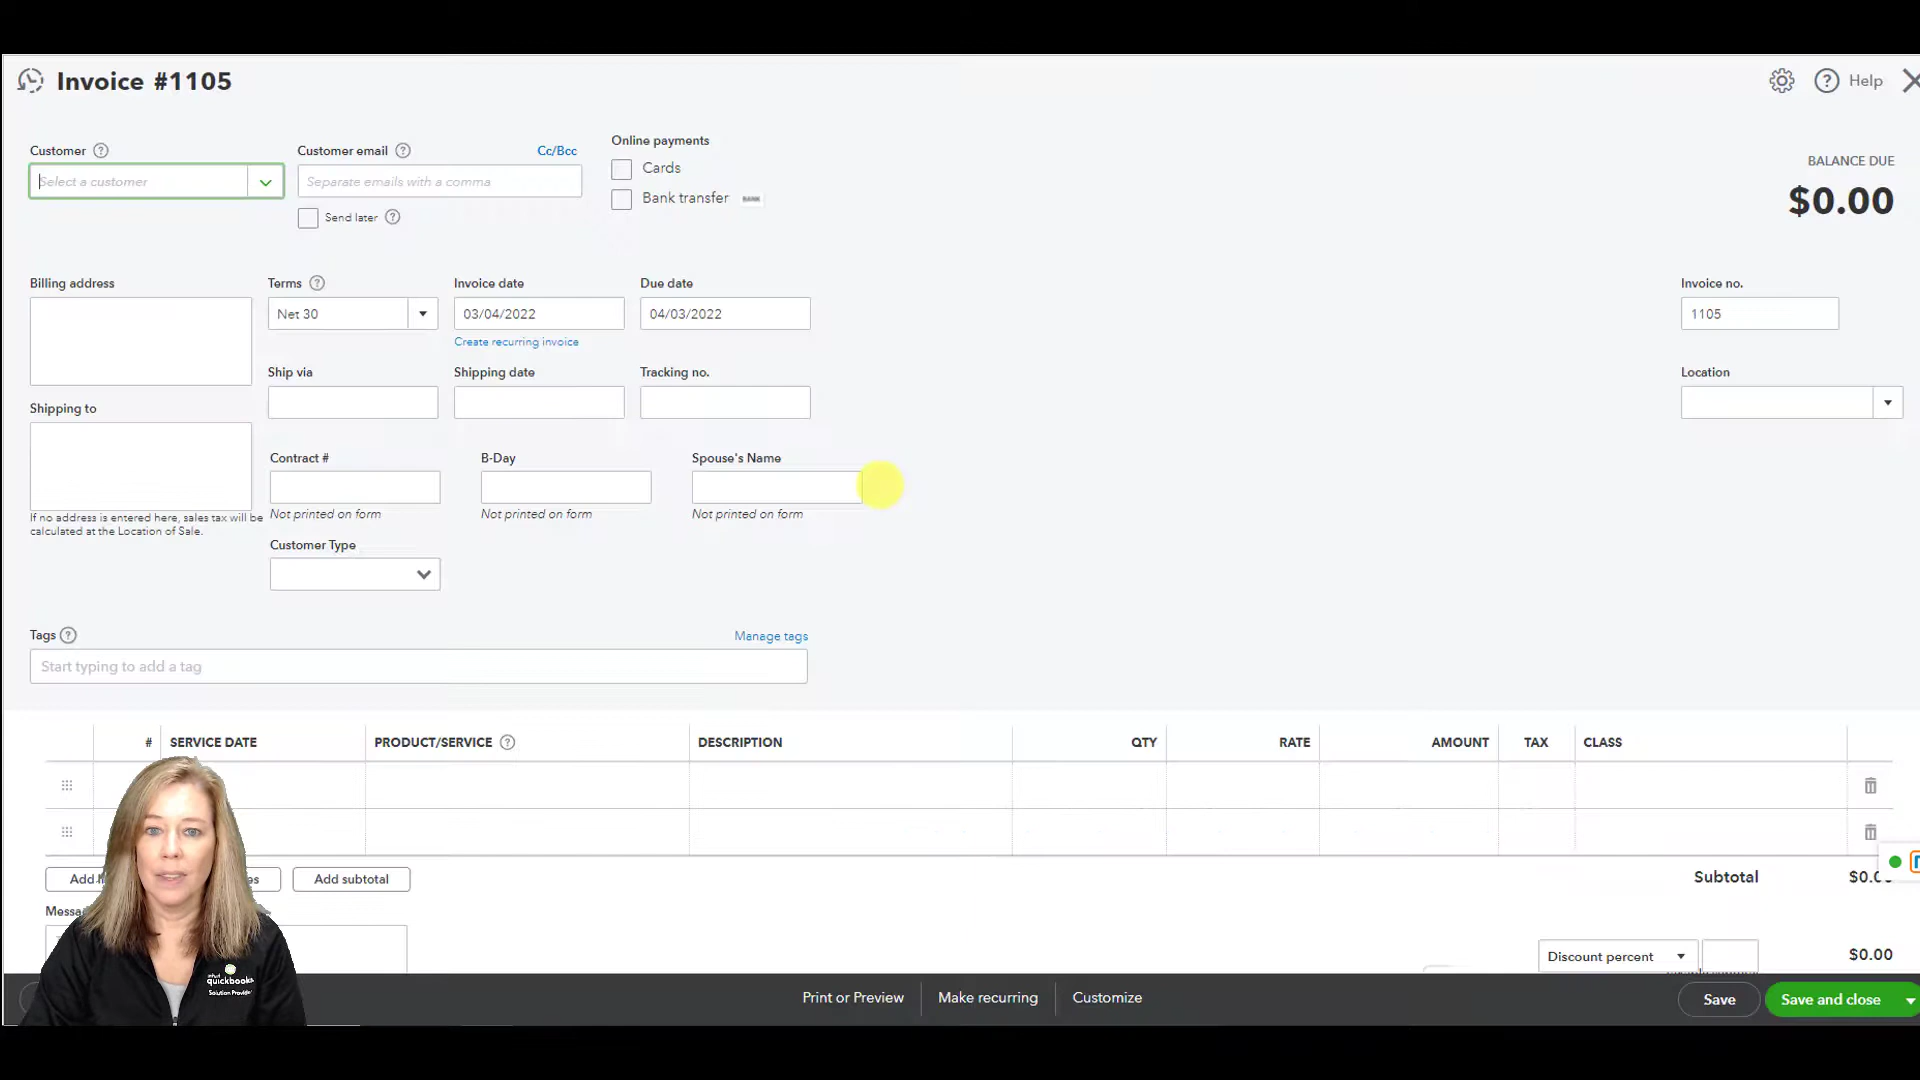 Invoice #1105
Help
Customer
Customer email
Cc/Bcc
Online payments
Select a customer
Separate emails with a comma
Cards
Bank transfer
BANK
Send later
BALANCE DUE
$0.00
Billing address
Terms
Invoice date
Due date
Invoice no.
Net 30
03/04/2022
04/03/2022
1105
Create recurring invoice
Ship via
Shipping date
Tracking no.
Location
Shipping to
Contract #
B-Day
Spouse's Name
Not printed on form
Not printed on form
Not printed on form
If no address is entered here, sales tax will be
calculated at the Location of Sale.
Customer Type
Tags
Manage tags
Start typing to add a tag
# SERVICE DATE PRODUCT/SERVICE DESCRIPTION QTY RATE AMOUNT TAX CLASS
Add
Add subtotal
Subtotal
Discount percent
$0.00
intuit
quickbooks
Solution Provider
Print or Preview
Make recurring
Customize
Save
Save and close